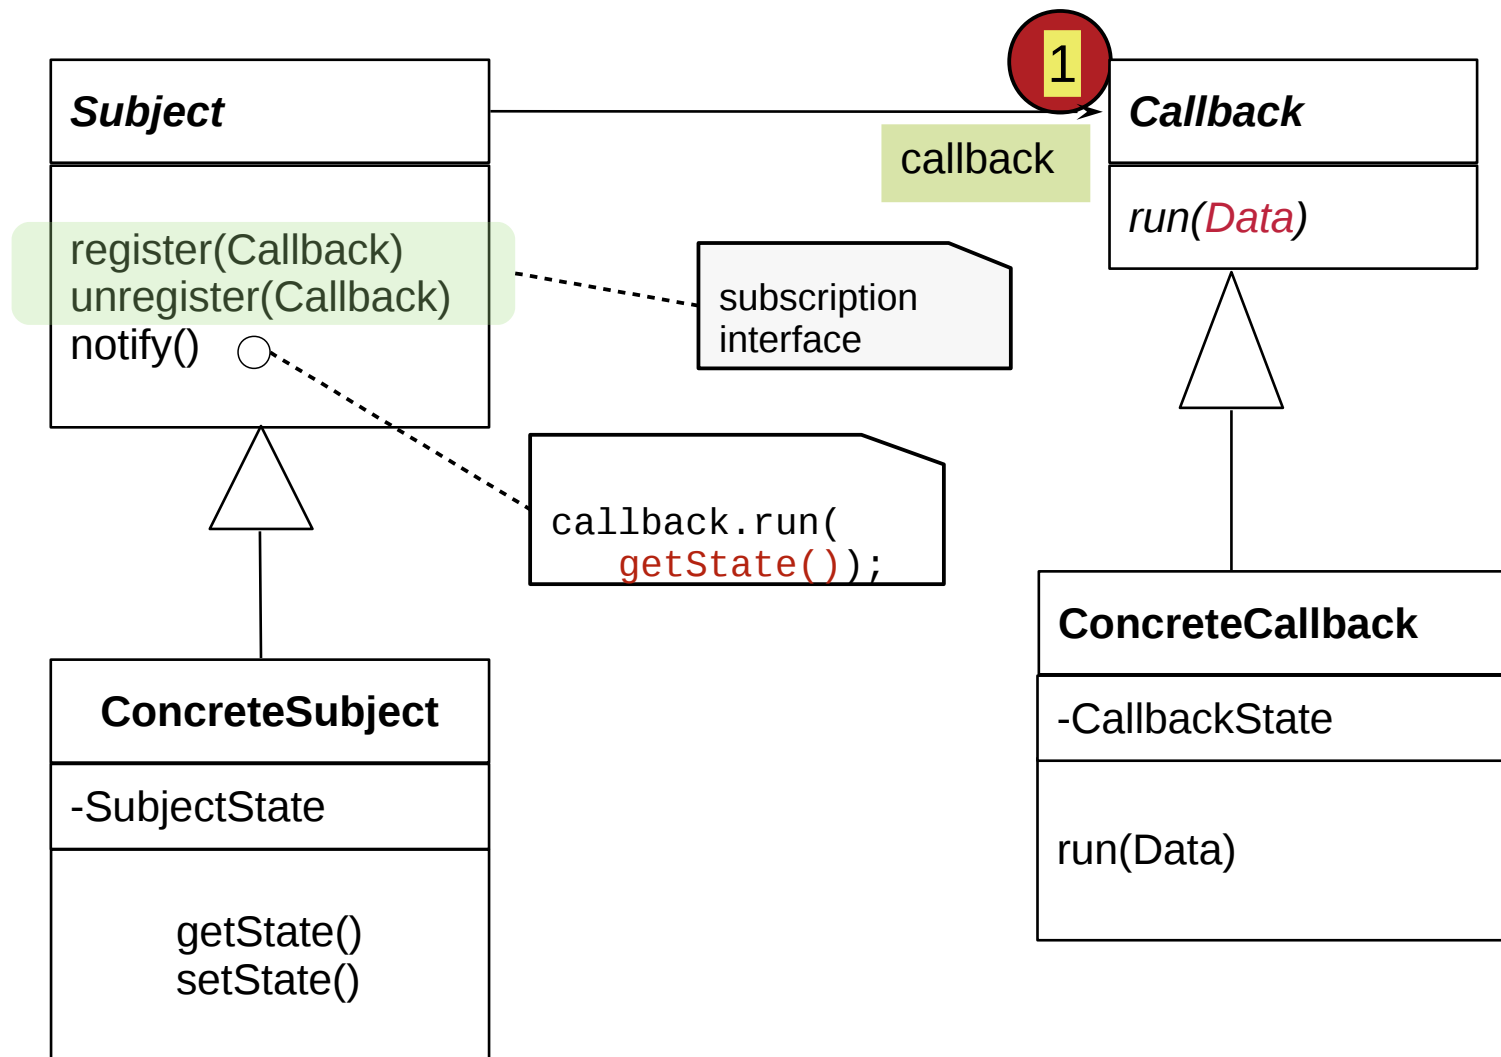 Subject
register(Callback)
unregister(Callback)
notify()
1
callback
Callback
run(Data)
subscription
interface
callback.run(
getState());
ConcreteSubject
-SubjectState
getState()
setState()
ConcreteCallback
-CallbackState
run(Data)